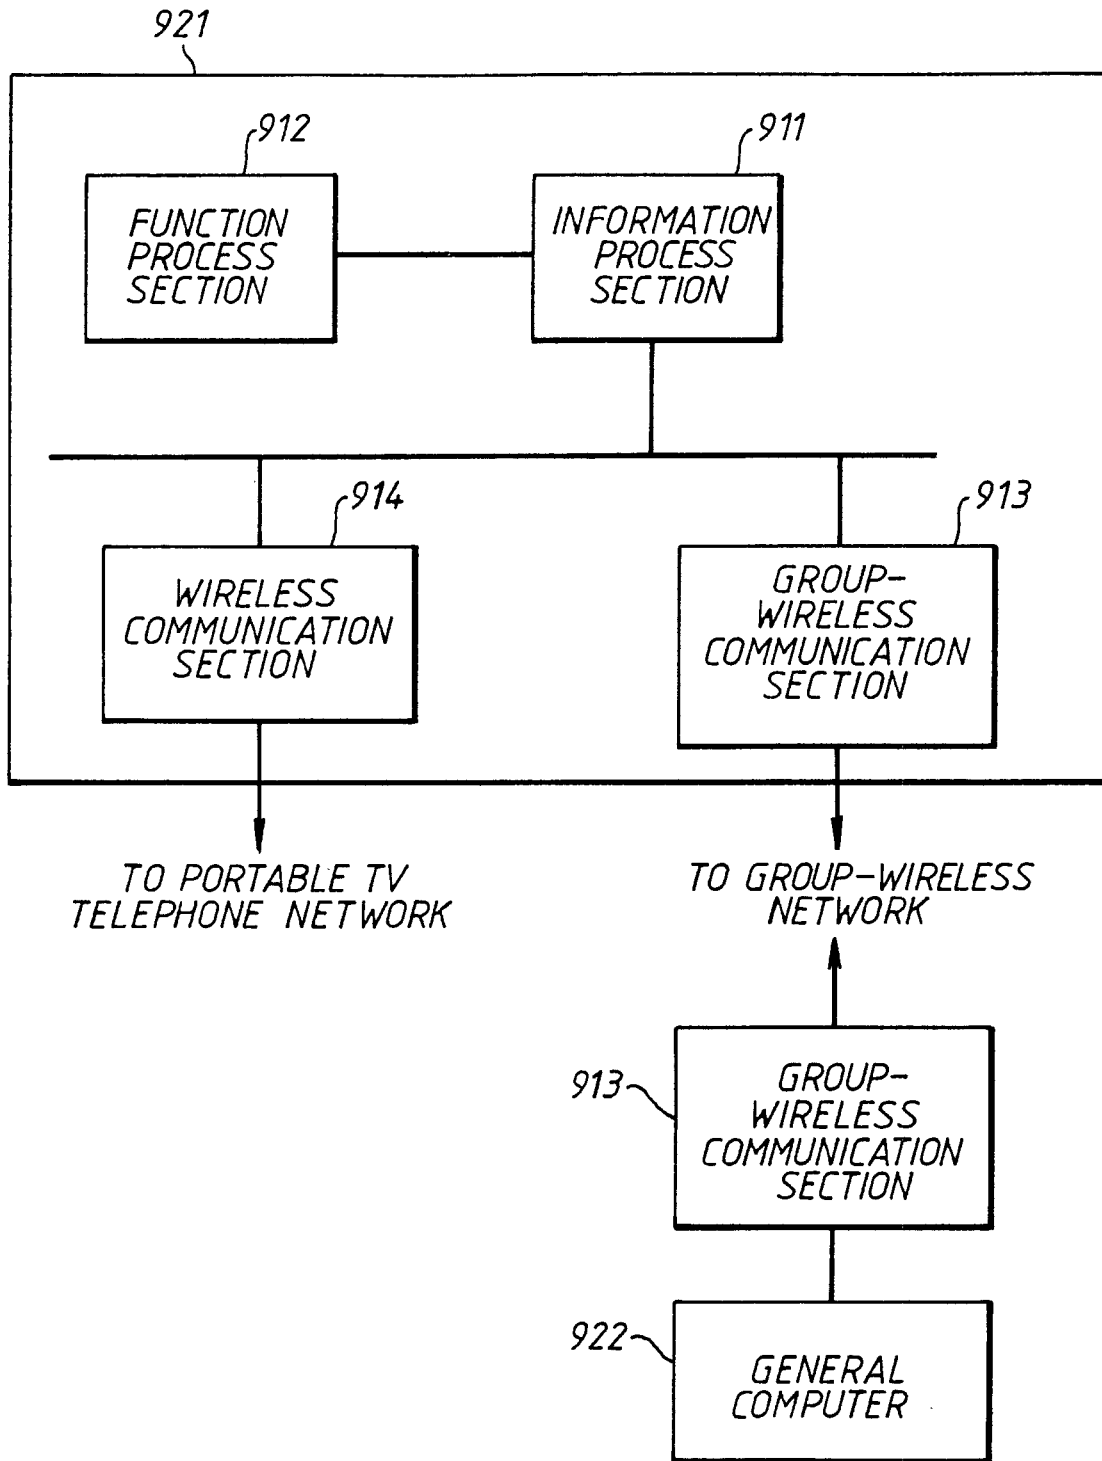 921
912
911
FUNCTION
PROCESS
SECTION
INFORMATION
PROCESS
SECTION
914
913
WIRELESS
COMMUNICATION
SECTION
GROUP-
WIRELESS
COMMUNICATION
SECTION
TO PORTABLE TV
TELEPHONE NETWORK
TO GROUP-WIRELESS
NETWORK
913
GROUP-
WIRELESS
COMMUNICATION
SECTION
922
GENERAL
COMPUTER